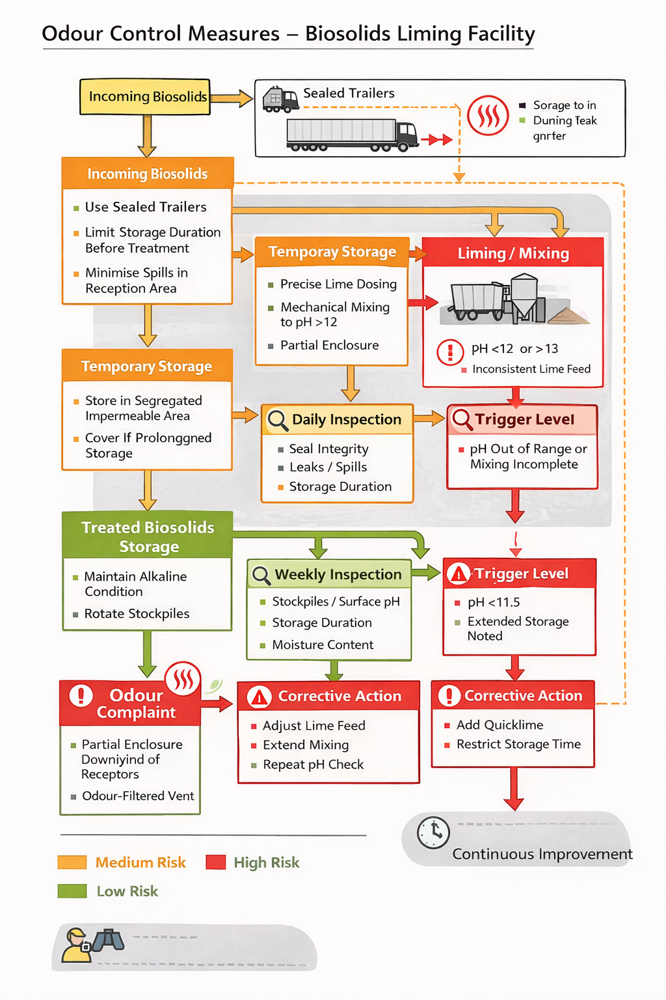 Odour Control Measures – Biosolids Liming Facility
Incoming Biosolids
Sealed Trailers
Sorage to in
Duning Teak
gnrfer
Incoming Biosolids
Use Sealed Trailers
Limit Storage Duration
Before Treatment
Minimise Spills in
Reception Area
Temporay Storage
Precise Lime Dosing
Mechanical Mixing
to pH >12
Partial Enclosure
Liming / Mixing
pH <12 or >13
Inconsistent Lime Feed
Temporary Storage
Store in Segregated
Impermeable Area
Cover If Prolonggned
Storage
Daily Inspection
Seal Integrity
Leaks / Spills
Storage Duration
Trigger Level
pH Out of Range or
Mixing Incomplete
Treated Biosolids
Storage
Maintain Alkaline
Condition
Rotate Stockpiles
Weekly Inspection
Stockpiles / Surface pH
Storage Duration
Moisture Content
Trigger Level
pH <11.5
Extended Storage
Noted
Odour
Complaint
Partial Enclosure
Downiyind of
Receptors
Odour-Filtered Vent
Corrective Action
Adjust Lime Feed
Extend Mixing
Repeat pH Check
Corrective Action
Add Quicklime
Restrict Storage Time
Continuous Improvement
Medium Risk
High Risk
Low Risk